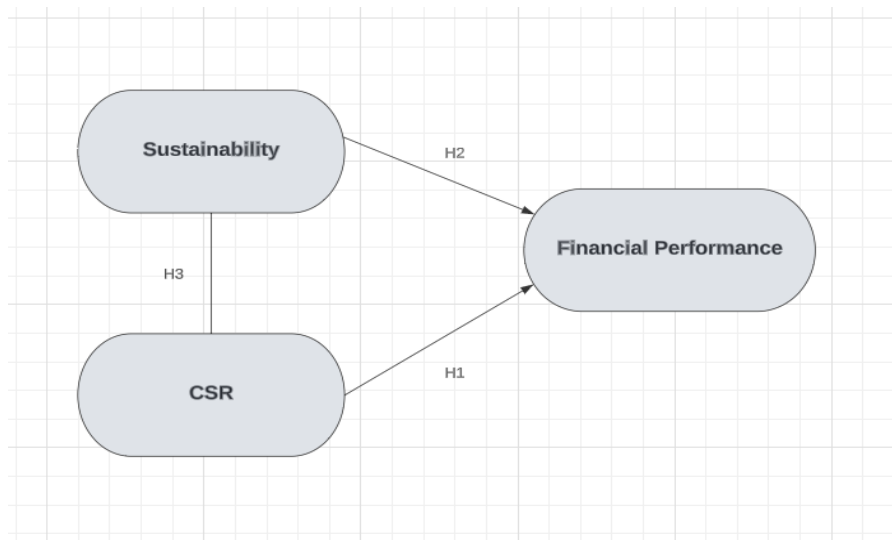 Sustainability
H2
Financial Performance
H3
H1
CSR